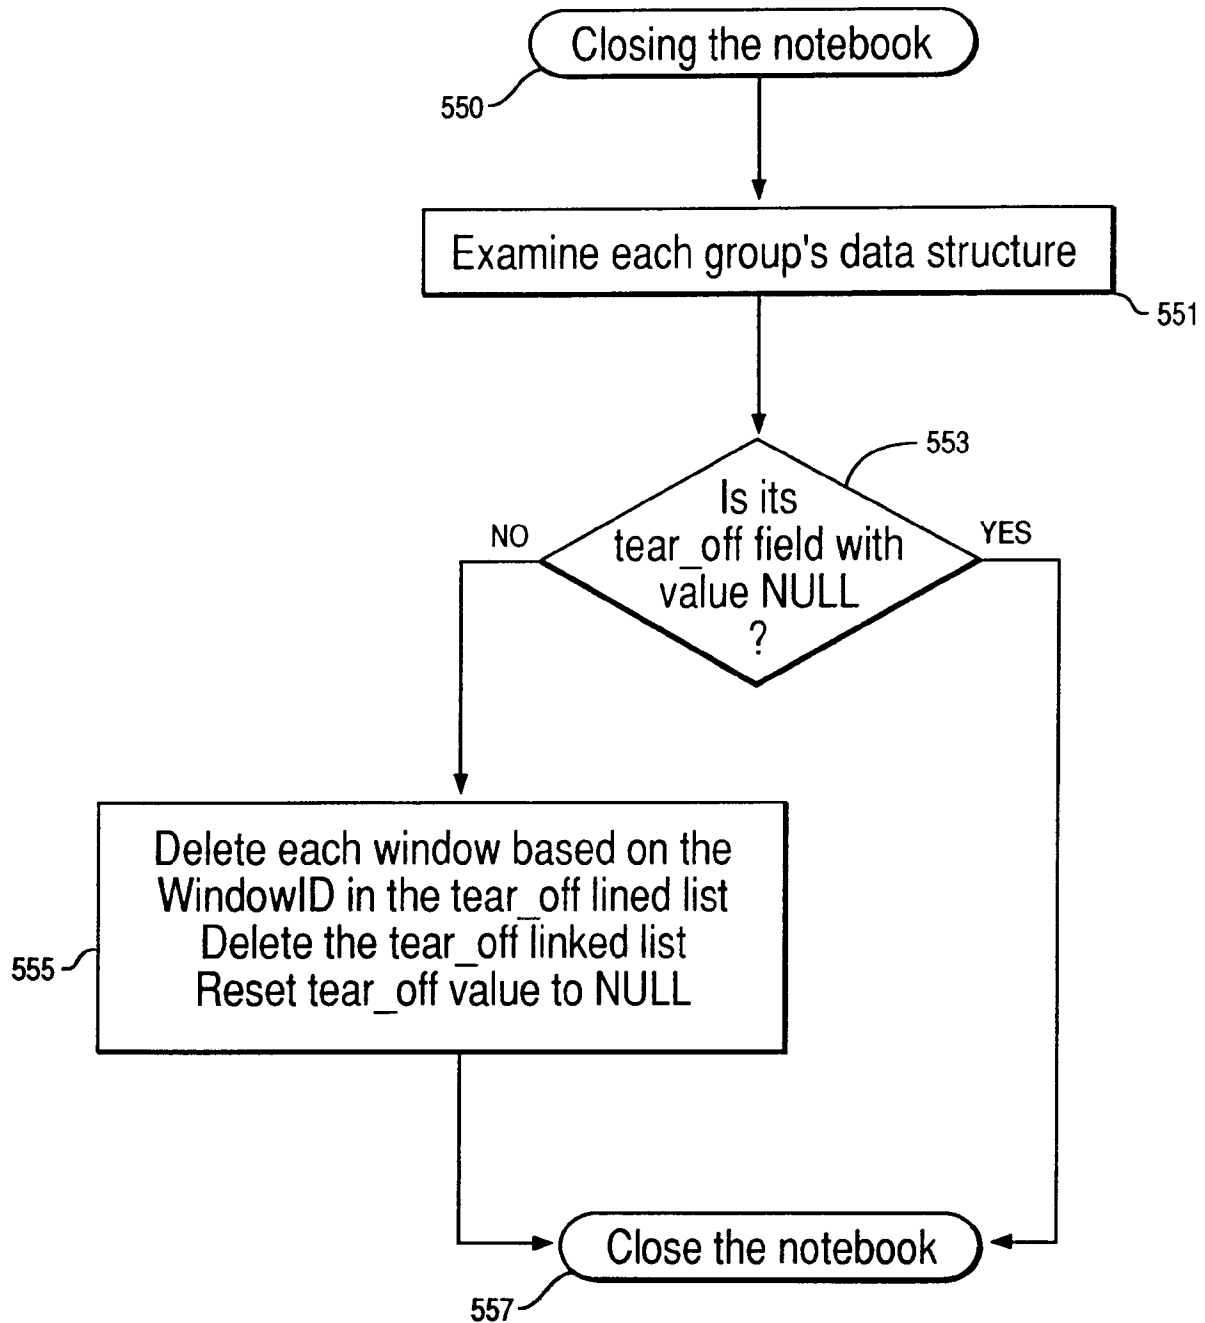 Closing the notebook
550
Examine each group's data structure
551
553
Is its
tear_off field with
value NULL
?
NO
YES
Delete each window based on the
WindowID in the tear_off lined list
Delete the tear_off linked list
Reset tear_off value to NULL
555
Close the notebook
557